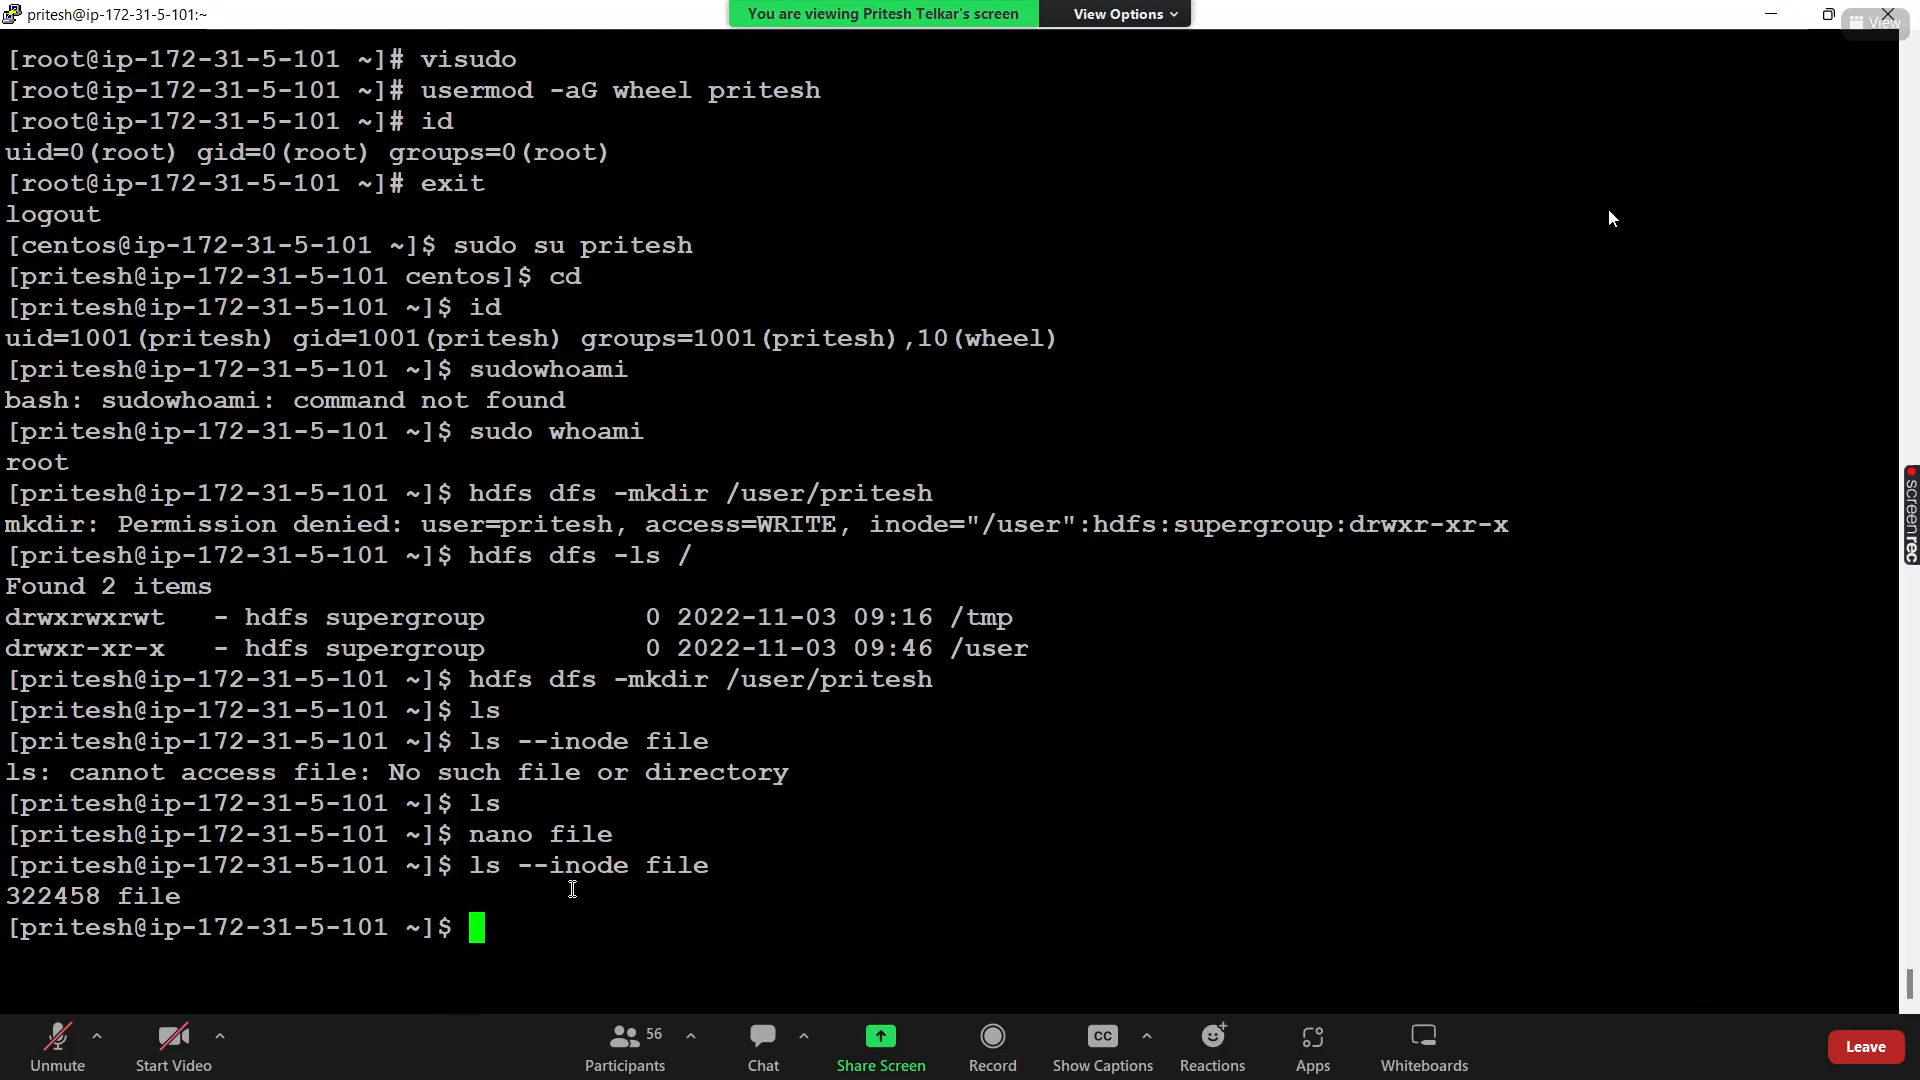 pritesh@ip-172-31-5-101:~
You are viewing Pritesh Telkar's screen
View Options
View
[root@ip-172-31-5-101 ~]# visudo
[root@ip-172-31-5-101 ~]# usermod -aG wheel pritesh
[root@ip-172-31-5-101 ~]# id
uid=0(root) gid=0(root) groups=0(root)
[root@ip-172-31-5-101 ~]# exit
logout
[centos@ip-172-31-5-101 ~]$ sudo su pritesh
[pritesh@ip-172-31-5-101 centos]$ cd
[pritesh@ip-172-31-5-101 ~]$ id
uid=1001(pritesh) gid=1001(pritesh) groups=1001(pritesh),10(wheel)
[pritesh@ip-172-31-5-101 ~]$ sudowhoami
bash: sudowhoami: command not found
[pritesh@ip-172-31-5-101 ~]$ sudo whoami
root
[pritesh@ip-172-31-5-101 ~]$ hdfs dfs -mkdir /user/pritesh
mkdir: Permission denied: user=pritesh, access=WRITE, inode="/user":hdfs:supergroup:drwxr-xr-x
[pritesh@ip-172-31-5-101 ~]$ hdfs dfs -ls /
Found 2 items
drwxrwxrwt   - hdfs supergroup          0 2022-11-03 09:16 /tmp
drwxr-xr-x   - hdfs supergroup          0 2022-11-03 09:46 /user
[pritesh@ip-172-31-5-101 ~]$ hdfs dfs -mkdir /user/pritesh
[pritesh@ip-172-31-5-101 ~]$ ls
[pritesh@ip-172-31-5-101 ~]$ ls --inode file
ls: cannot access file: No such file or directory
[pritesh@ip-172-31-5-101 ~]$ ls
[pritesh@ip-172-31-5-101 ~]$ nano file
[pritesh@ip-172-31-5-101 ~]$ ls --inode file
322458 file
[pritesh@ip-172-31-5-101 ~]$
screenrec
Unmute
Start Video
56
Participants
Chat
Share Screen
Record
CC
Show Captions
Reactions
Apps
Whiteboards
Leave